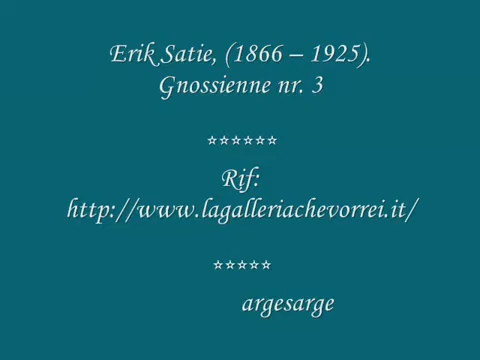 Erik Satie, (1866 – 1925).
Gnossienne nr. 3
******
Rif:
http://www.lagalleriachevorrei.it/
*****
argesarge